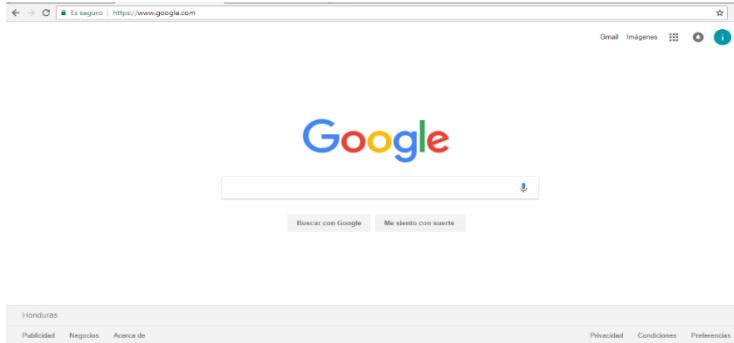 Es seguro | https://www.google.com
Gmail Imágenes
Google
Buscar con Google Me siento con suerte
Honduras
Publicidad Negocios Acerca de Privacidad Condiciones Preferencias